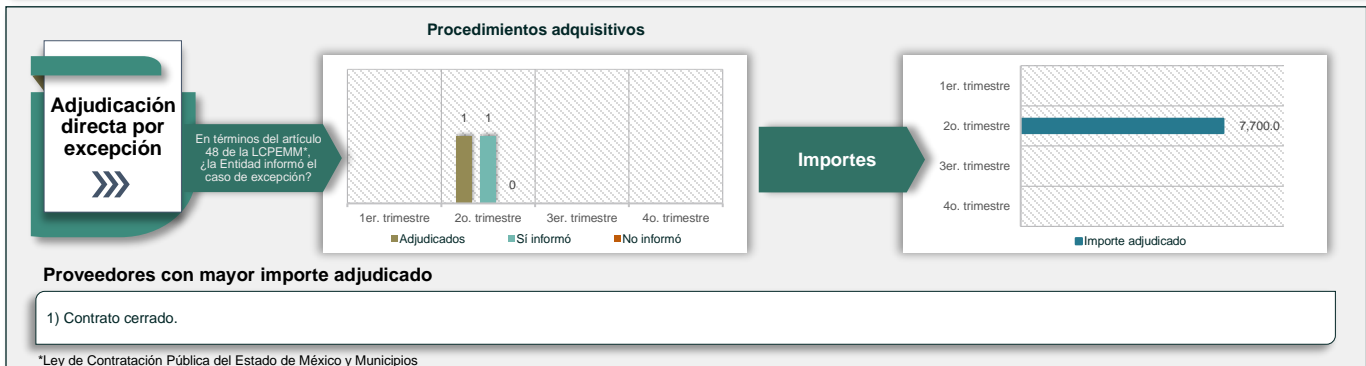 Procedimientos adquisitivos
Adjudicación
directa por
excepción
En términos del artículo
48 de la LCPEMM*,
¿la Entidad informó el
caso de excepción?
1 1
0
1er. trimestre 2o. trimestre 3er. trimestre 4o. trimestre
Adjudicados Sí informó No informó
Importes
1er. trimestre
2o. trimestre 7,700.0
3er. trimestre
4o. trimestre
Importe adjudicado
Proveedores con mayor importe adjudicado
1) Contrato cerrado.
*Ley de Contratación Pública del Estado de México y Municipios